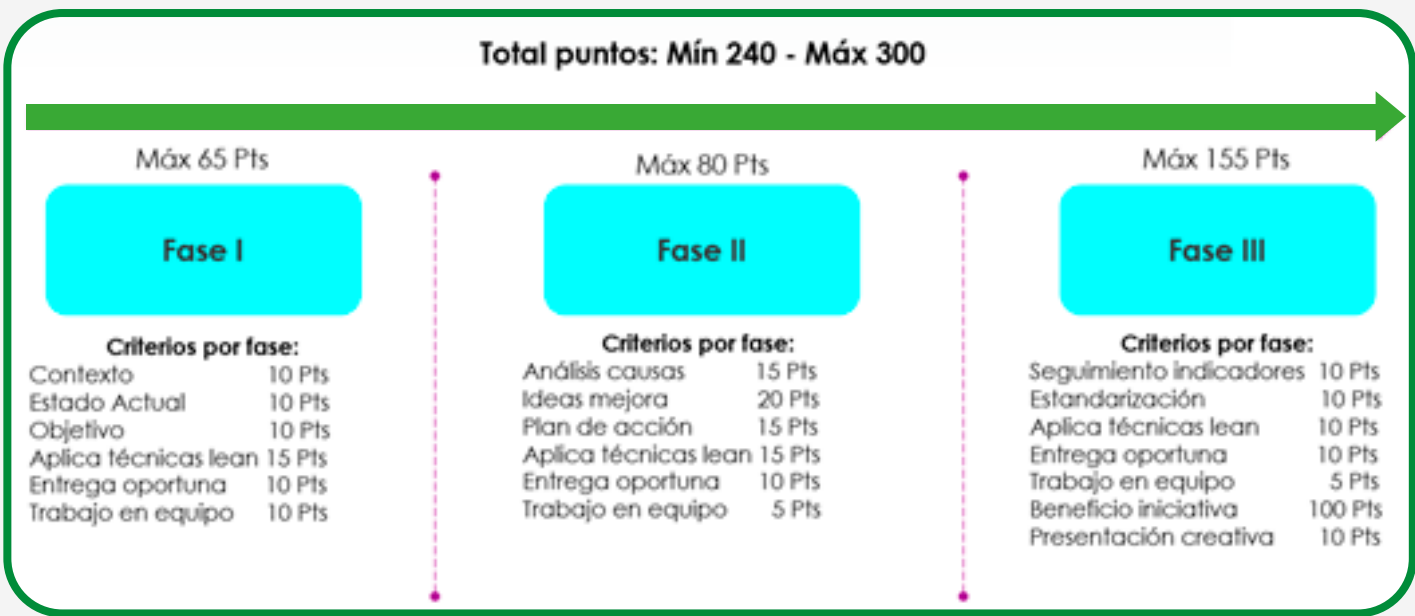 Total puntos: Mín 240 - Máx 300
Máx 65 Pts
Fase I
Criterios por fase:
Contexto 10 Pts
Estado Actual 10 Pts
Objetivo 10 Pts
Aplica técnicas lean 15 Pts
Entrega oportuna 10 Pts
Trabajo en equipo 10 Pts
Máx 80 Pts
Fase II
Criterios por fase:
Análisis causas 15 Pts
Ideas mejora 20 Pts
Plan de acción 15 Pts
Aplica técnicas lean 15 Pts
Entrega oportuna 10 Pts
Trabajo en equipo 5 Pts
Máx 155 Pts
Fase III
Criterios por fase:
Seguimiento indicadores 10 Pts
Estandarización 10 Pts
Aplica técnicas lean 10 Pts
Entrega oportuna 10 Pts
Trabajo en equipo 5 Pts
Beneficio iniciativa 100 Pts
Presentación creativa 10 Pts